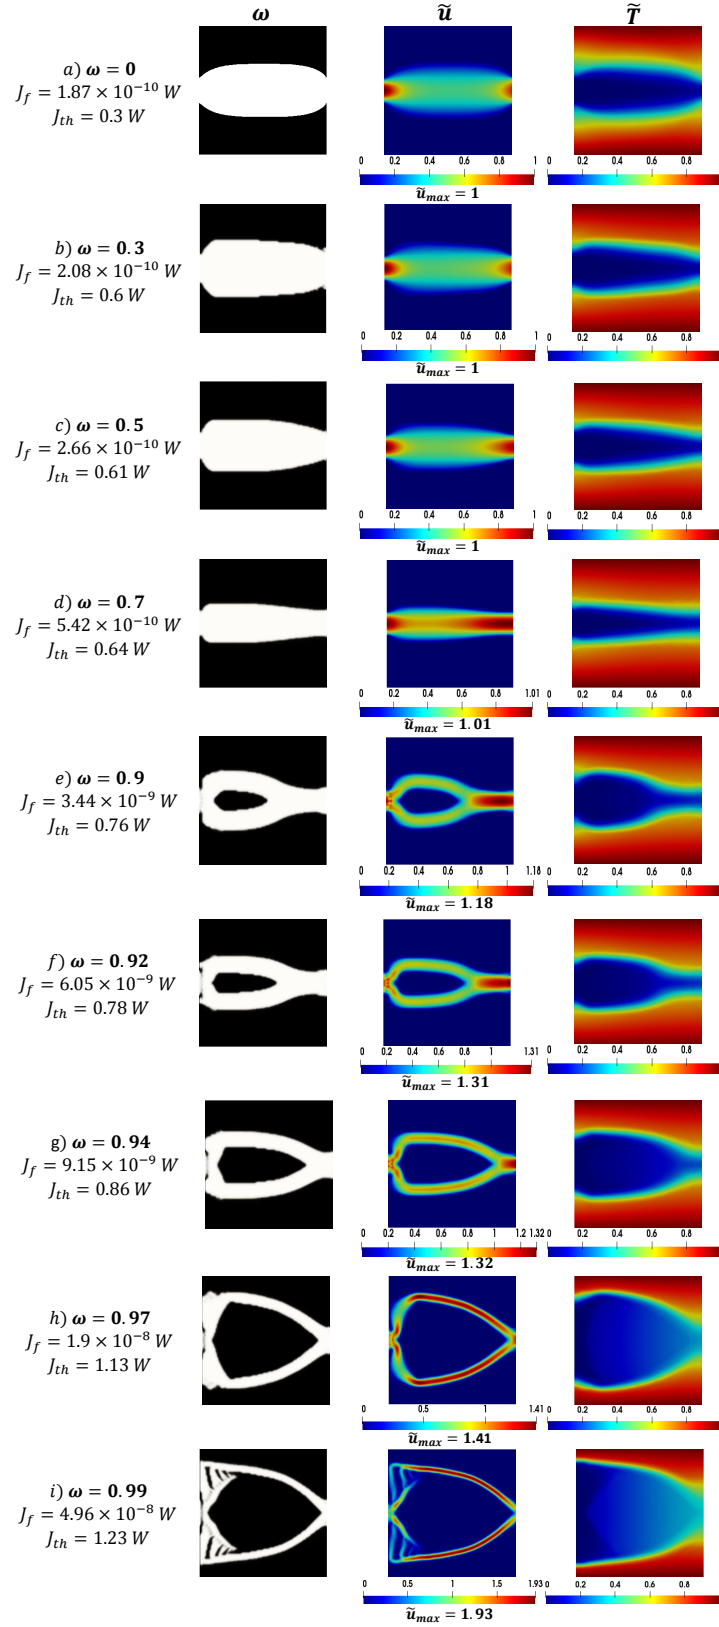 ω ũ T̃
a) ω = 0
J_f = 1.87 × 10⁻¹⁰ W
J_th = 0.3 W
0 0.2 0.4 0.6 0.8 1 0 0.2 0.4 0.6 0.8
ũ_max = 1
b) ω = 0.3
J_f = 2.08 × 10⁻¹⁰ W
J_th = 0.6 W
0 0.2 0.4 0.6 0.8 1 0 0.2 0.4 0.6 0.8
ũ_max = 1
c) ω = 0.5
J_f = 2.66 × 10⁻¹⁰ W
J_th = 0.61 W
0 0.2 0.4 0.6 0.8 1 0 0.2 0.4 0.6 0.8
ũ_max = 1
d) ω = 0.7
J_f = 5.42 × 10⁻¹⁰ W
J_th = 0.64 W
0 0.2 0.4 0.6 0.8 1.01 0 0.2 0.4 0.6 0.8
ũ_max = 1.01
e) ω = 0.9
J_f = 3.44 × 10⁻⁹ W
J_th = 0.76 W
0 0.2 0.4 0.6 0.8 1 1.18 0 0.2 0.4 0.6 0.8
ũ_max = 1.18
f) ω = 0.92
J_f = 6.05 × 10⁻⁹ W
J_th = 0.78 W
0 0.2 0.4 0.6 0.8 1 1.31 0 0.2 0.4 0.6 0.8
ũ_max = 1.31
g) ω = 0.94
J_f = 9.15 × 10⁻⁹ W
J_th = 0.86 W
0 0.2 0.4 0.6 0.8 1 1.2 1.32 0 0.2 0.4 0.6 0.8
ũ_max = 1.32
h) ω = 0.97
J_f = 1.9 × 10⁻⁸ W
J_th = 1.13 W
0 0.5 1 1.41 0 0.2 0.4 0.6 0.8
ũ_max = 1.41
i) ω = 0.99
J_f = 4.96 × 10⁻⁸ W
J_th = 1.23 W
0 0.5 1 1.5 1.93 0 0.2 0.4 0.6 0.8
ũ_max = 1.93